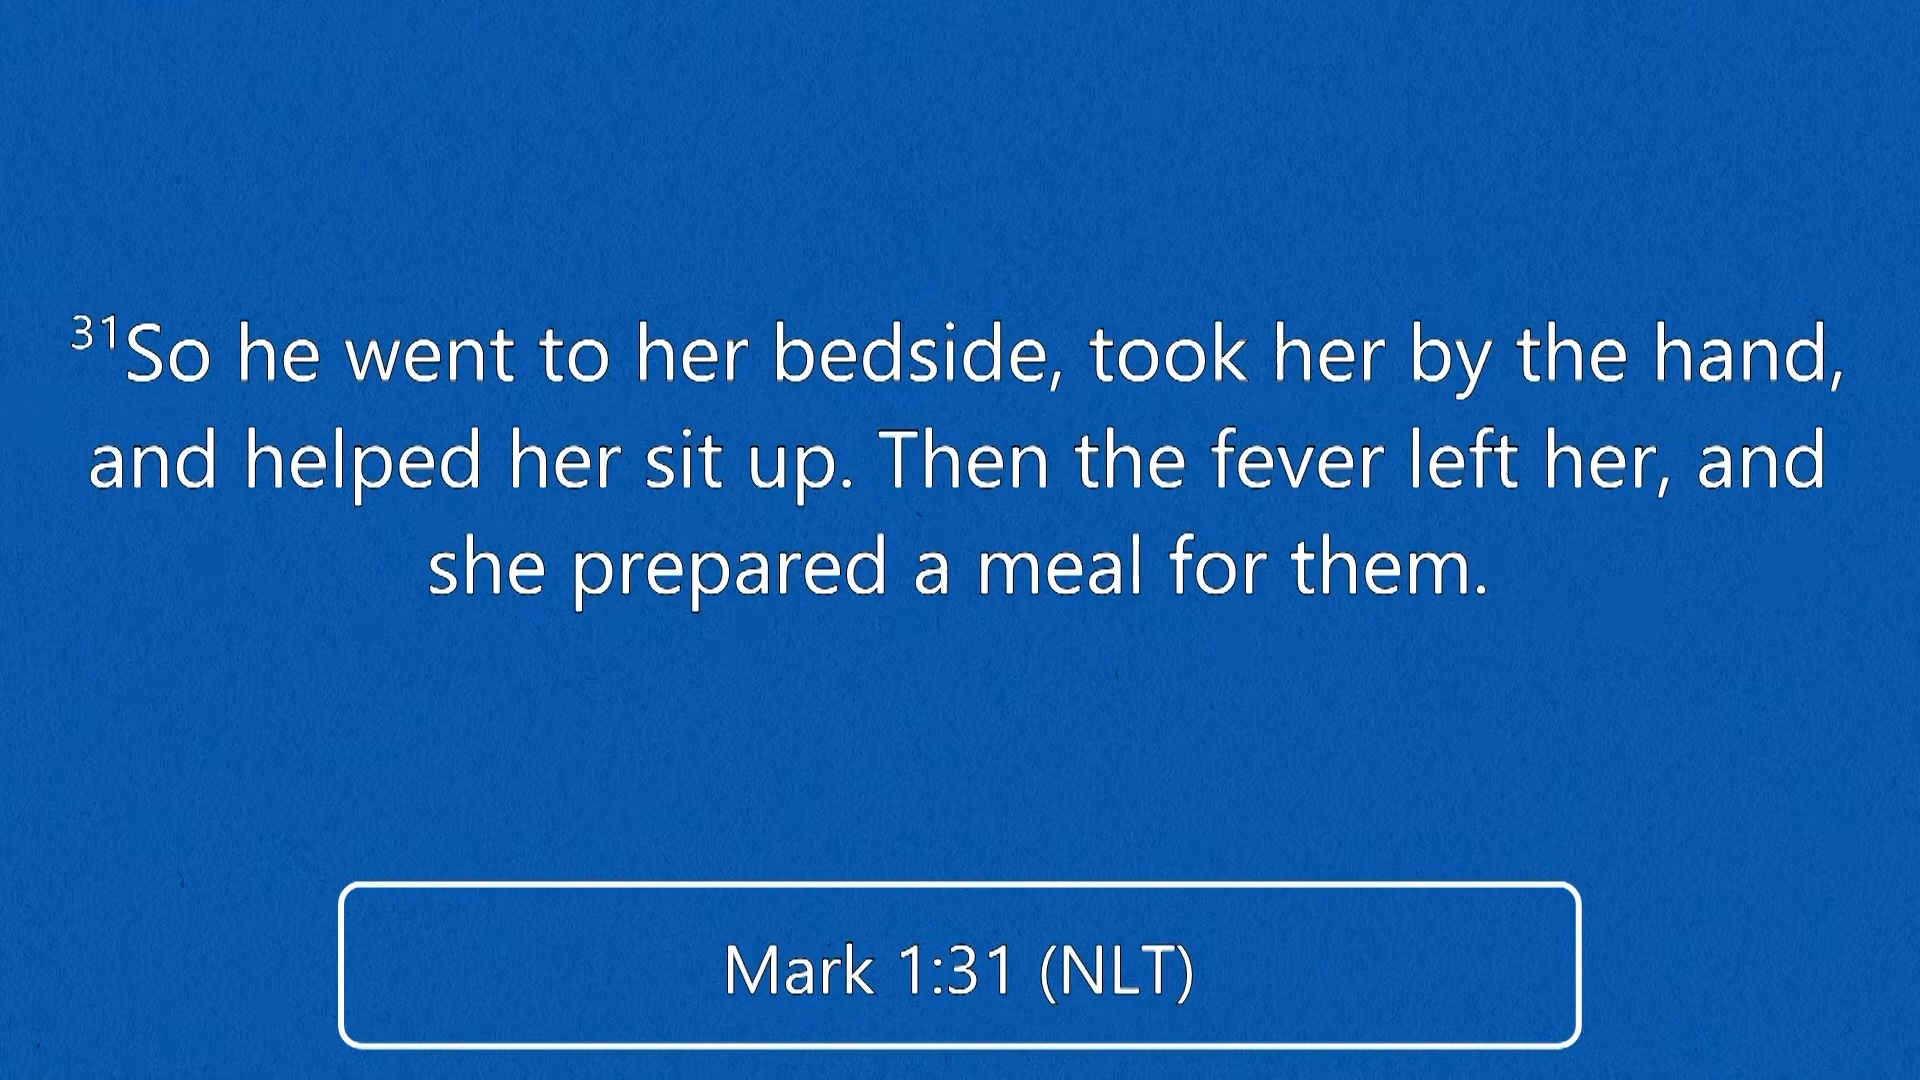 ³¹So he went to her bedside, took her by the hand,
and helped her sit up. Then the fever left her, and
she prepared a meal for them.
Mark 1:31 (NLT)